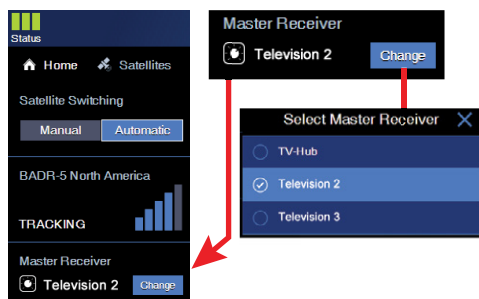 Status
Home Satellites
Satellite Switching
Manual Automatic
BADR-5 North America
TRACKING
Master Receiver
Television 2 Change
Master Receiver
Television 2 Change
Select Master Receiver
TV-Hub
Television 2
Television 3